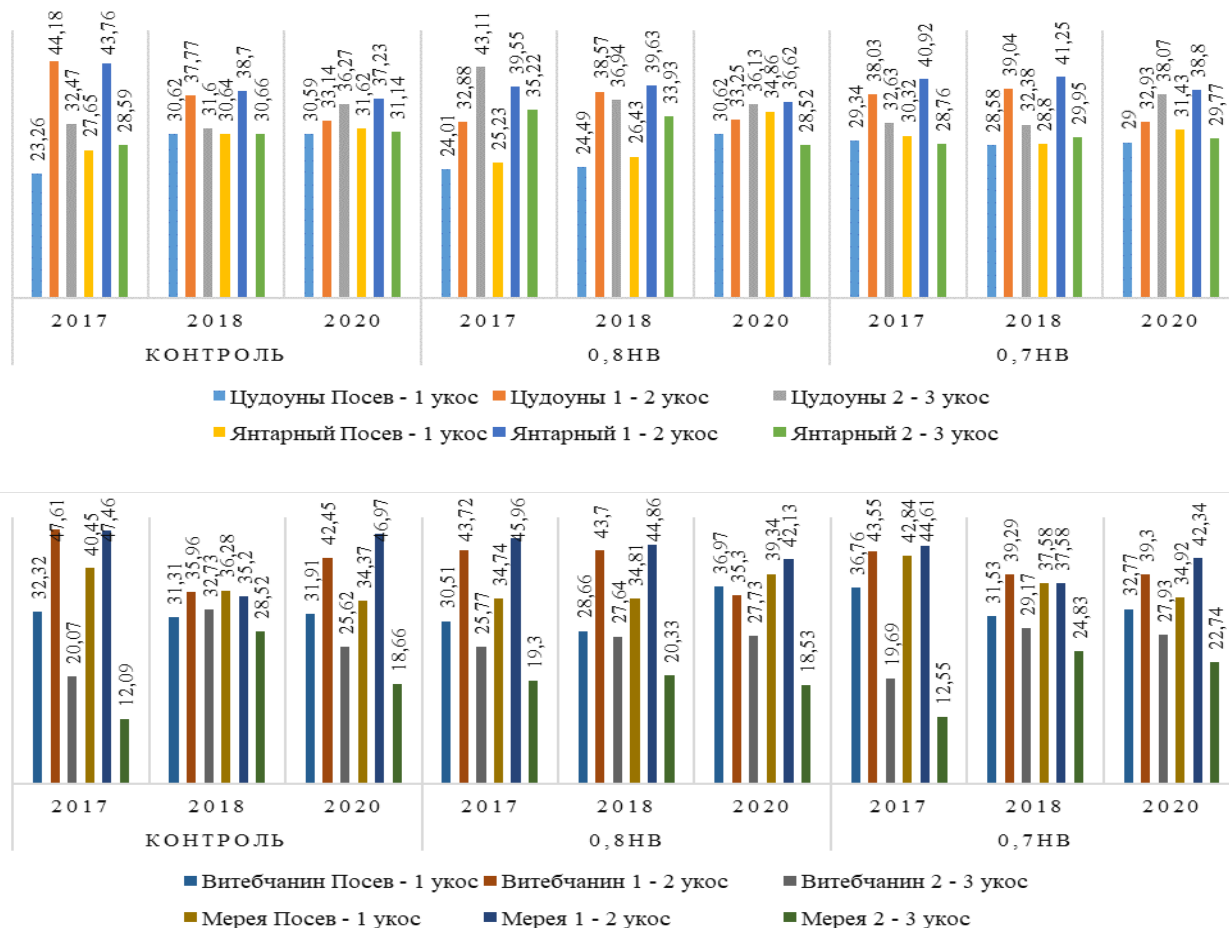 23,26 44,18 32,47 27,65 43,76 28,59 30,62 37,77 31,6 30,64 38,7 30,66 30,59 33,14 36,27 31,62 37,23 31,14 24,01 32,88 43,11 25,23 39,55 35,22 24,49 38,57 36,94 26,43 39,63 33,93 30,62 33,25 36,13 34,86 36,62 28,52 29,34 38,03 32,63 30,32 40,92 28,76 28,58 39,04 32,38 28,8 41,25 29,95 29 32,93 38,07 31,43 38,8 29,77
2017 2018 2020 2017 2018 2020 2017 2018 2020
КОНТРОЛЬ 0,8НВ 0,7НВ
Цудоуны Посев - 1 укос Цудоуны 1 - 2 укос Цудоуны 2 - 3 укос
Янтарный Посев - 1 укос Янтарный 1 - 2 укос Янтарный 2 - 3 укос
32,32 47,61 20,07 40,45 47,46 12,09 31,31 35,96 32,73 36,28 35,2 28,52 31,91 42,45 25,62 34,37 46,97 18,66 30,51 43,72 25,77 34,74 45,96 19,3 28,66 43,7 27,64 34,81 44,86 20,33 36,97 35,3 27,73 39,34 42,13 18,53 36,76 43,55 19,69 42,84 44,61 12,55 31,53 39,29 29,17 37,58 37,58 24,83 32,77 39,3 27,93 34,92 42,34 22,74
2017 2018 2020 2017 2018 2020 2017 2018 2020
КОНТРОЛЬ 0,8НВ 0,7НВ
Витебчанин Посев - 1 укос Витебчанин 1 - 2 укос Витебчанин 2 - 3 укос
Мерея Посев - 1 укос Мерея 1 - 2 укос Мерея 2 - 3 укос